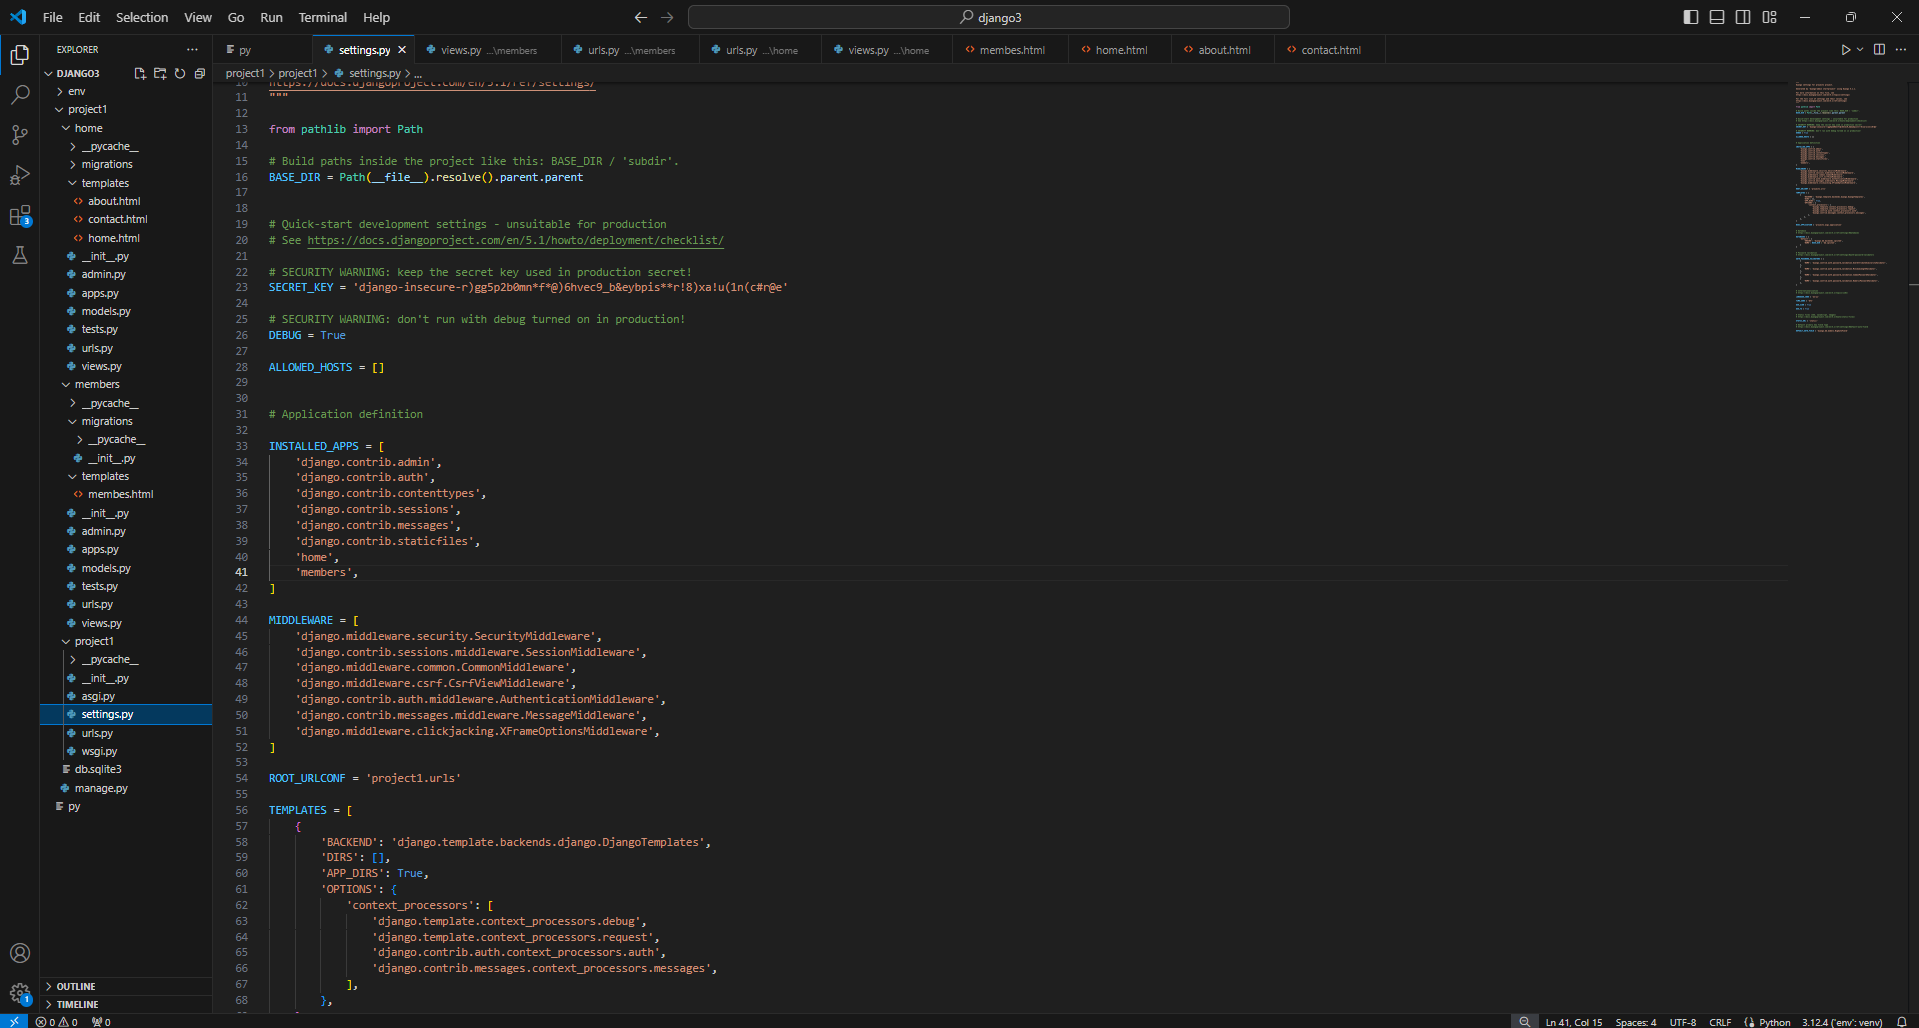 File Edit Selection View Go Run Terminal Help
django3
EXPLORER
DJANGO3
env
project1
home
__pycache__
migrations
templates
about.html
contact.html
home.html
__init__.py
admin.py
apps.py
models.py
tests.py
urls.py
views.py
members
__pycache__
migrations
__pycache__
__init__.py
templates
membes.html
__init__.py
admin.py
apps.py
models.py
tests.py
urls.py
views.py
project1
__pycache__
__init__.py
asgi.py
settings.py
urls.py
wsgi.py
db.sqlite3
manage.py
py
OUTLINE
TIMELINE
py settings.py views.py ...\members urls.py ...\members urls.py ...\home views.py ...\home membes.html home.html about.html contact.html
project1 > project1 > settings.py > ...
10 https://docs.djangoproject.com/en/5.1/ref/settings/
11 """
12
13 from pathlib import Path
14
15 # Build paths inside the project like this: BASE_DIR / 'subdir'.
16 BASE_DIR = Path(__file__).resolve().parent.parent
17
18
19 # Quick-start development settings - unsuitable for production
20 # See https://docs.djangoproject.com/en/5.1/howto/deployment/checklist/
21
22 # SECURITY WARNING: keep the secret key used in production secret!
23 SECRET_KEY = 'django-insecure-r)gg5p2b0mn*f*@)6hvec9_b&eybpis**r!8)xa!u(1n(c#r@e'
24
25 # SECURITY WARNING: don't run with debug turned on in production!
26 DEBUG = True
27
28 ALLOWED_HOSTS = []
29
30
31 # Application definition
32
33 INSTALLED_APPS = [
34 'django.contrib.admin',
35 'django.contrib.auth',
36 'django.contrib.contenttypes',
37 'django.contrib.sessions',
38 'django.contrib.messages',
39 'django.contrib.staticfiles',
40 'home',
41 'members',
42 ]
43
44 MIDDLEWARE = [
45 'django.middleware.security.SecurityMiddleware',
46 'django.contrib.sessions.middleware.SessionMiddleware',
47 'django.middleware.common.CommonMiddleware',
48 'django.middleware.csrf.CsrfViewMiddleware',
49 'django.contrib.auth.middleware.AuthenticationMiddleware',
50 'django.contrib.messages.middleware.MessageMiddleware',
51 'django.middleware.clickjacking.XFrameOptionsMiddleware',
52 ]
53
54 ROOT_URLCONF = 'project1.urls'
55
56 TEMPLATES = [
57 {
58 'BACKEND': 'django.template.backends.django.DjangoTemplates',
59 'DIRS': [],
60 'APP_DIRS': True,
61 'OPTIONS': {
62 'context_processors': [
63 'django.template.context_processors.debug',
64 'django.template.context_processors.request',
65 'django.contrib.auth.context_processors.auth',
66 'django.contrib.messages.context_processors.messages',
67 ],
68 },
3
1
0 0 0
Ln 41, Col 15 Spaces: 4 UTF-8 CRLF Python 3.12.4 ('env': venv)